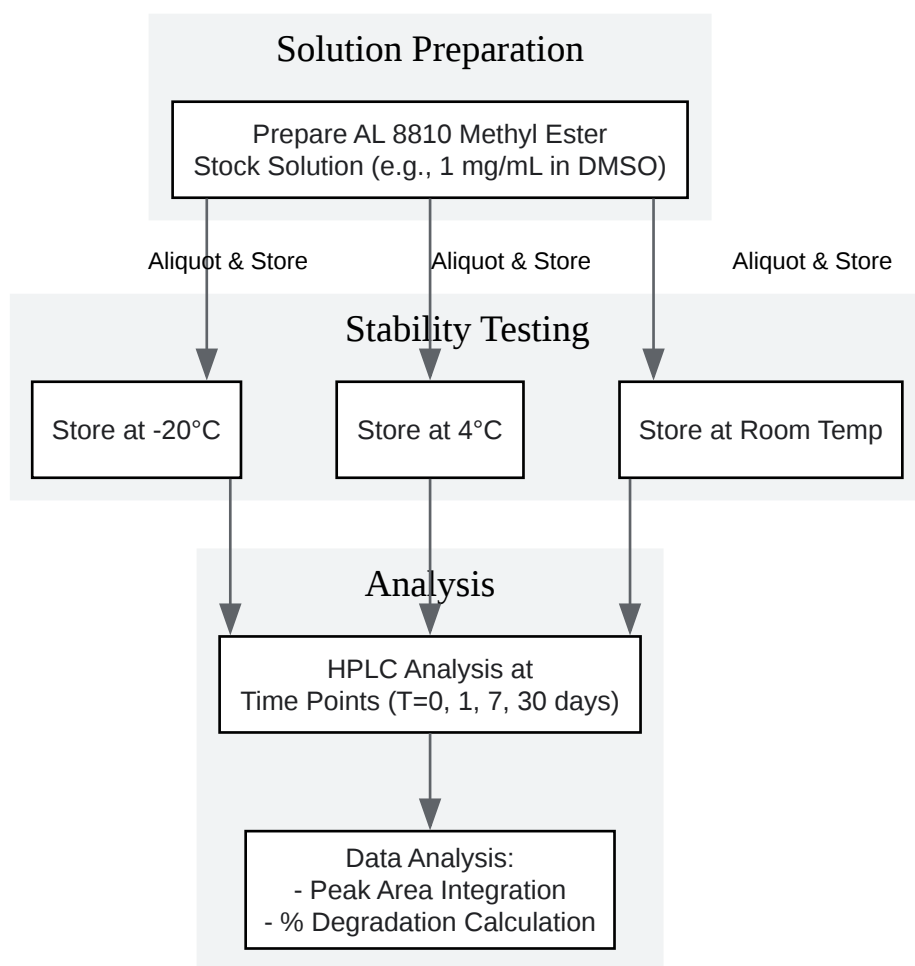 Solution Preparation
Prepare AL 8810 Methyl Ester
Stock Solution (e.g., 1 mg/mL in DMSO)
Aliquot & Store
Aliquot & Store
Aliquot & Store
Stability Testing
Store at -20°C
Store at 4°C
Store at Room Temp
Analysis
HPLC Analysis at
Time Points (T=0, 1, 7, 30 days)
Data Analysis:
- Peak Area Integration
- % Degradation Calculation